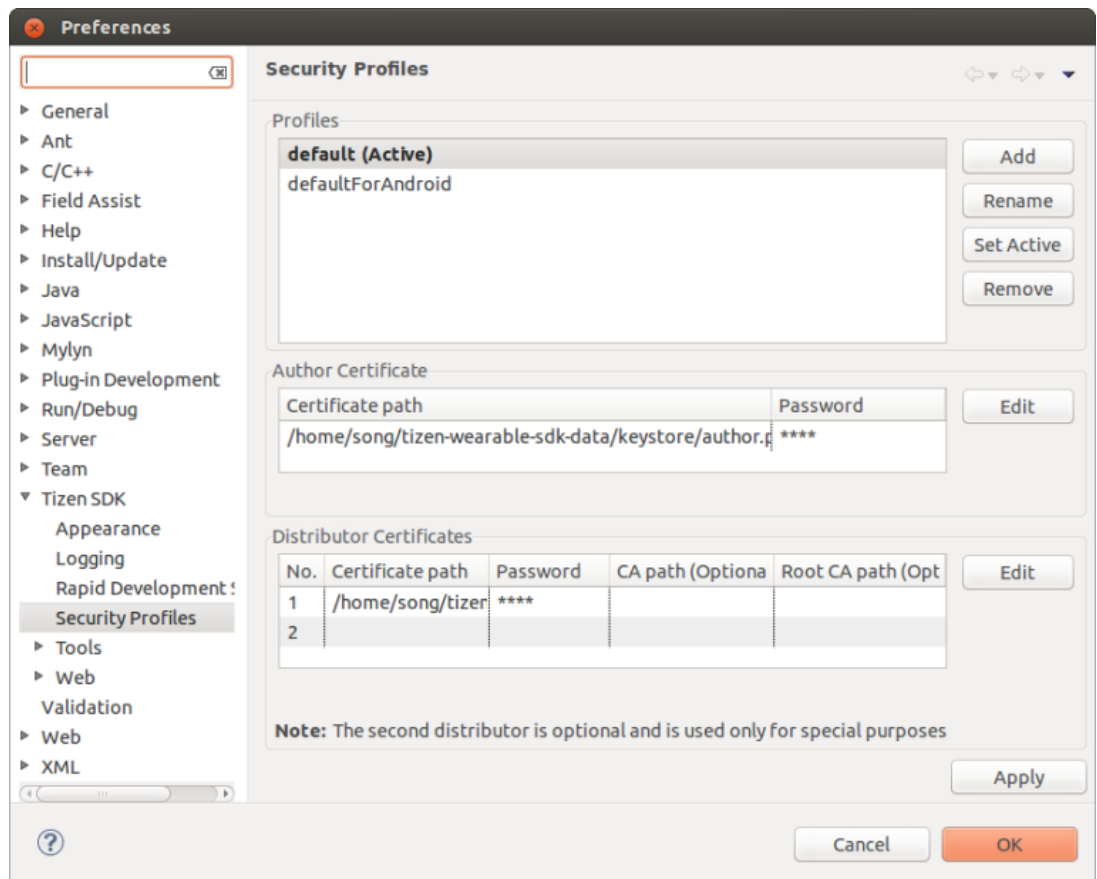 Preferences
Security Profiles
General
Ant
C/C++
Field Assist
Help
Install/Update
Java
JavaScript
Mylyn
Plug-in Development
Run/Debug
Server
Team
Tizen SDK
Appearance
Logging
Rapid Development
Security Profiles
Tools
Web
Validation
Web
XML
Profiles
default (Active)
defaultForAndroid
Add
Rename
Set Active
Remove
Author Certificate
Certificate path Password
/home/song/tizen-wearable-sdk-data/keystore/author.p ****
Edit
Distributor Certificates
No. Certificate path Password CA path (Optiona Root CA path (Opt
1 /home/song/tizen ****
2
Edit
Note: The second distributor is optional and is used only for special purposes
Apply
Cancel OK